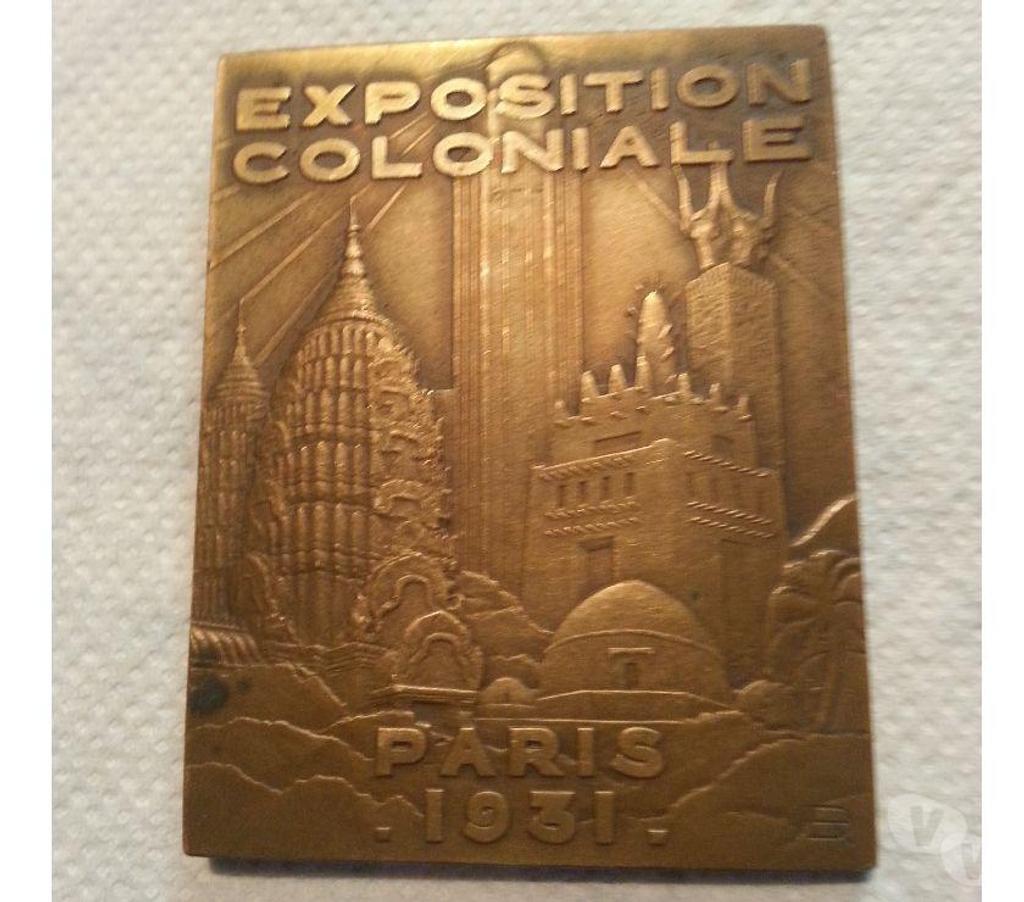 EXPOSITION
COLONIALE
PARIS
. 1931 .